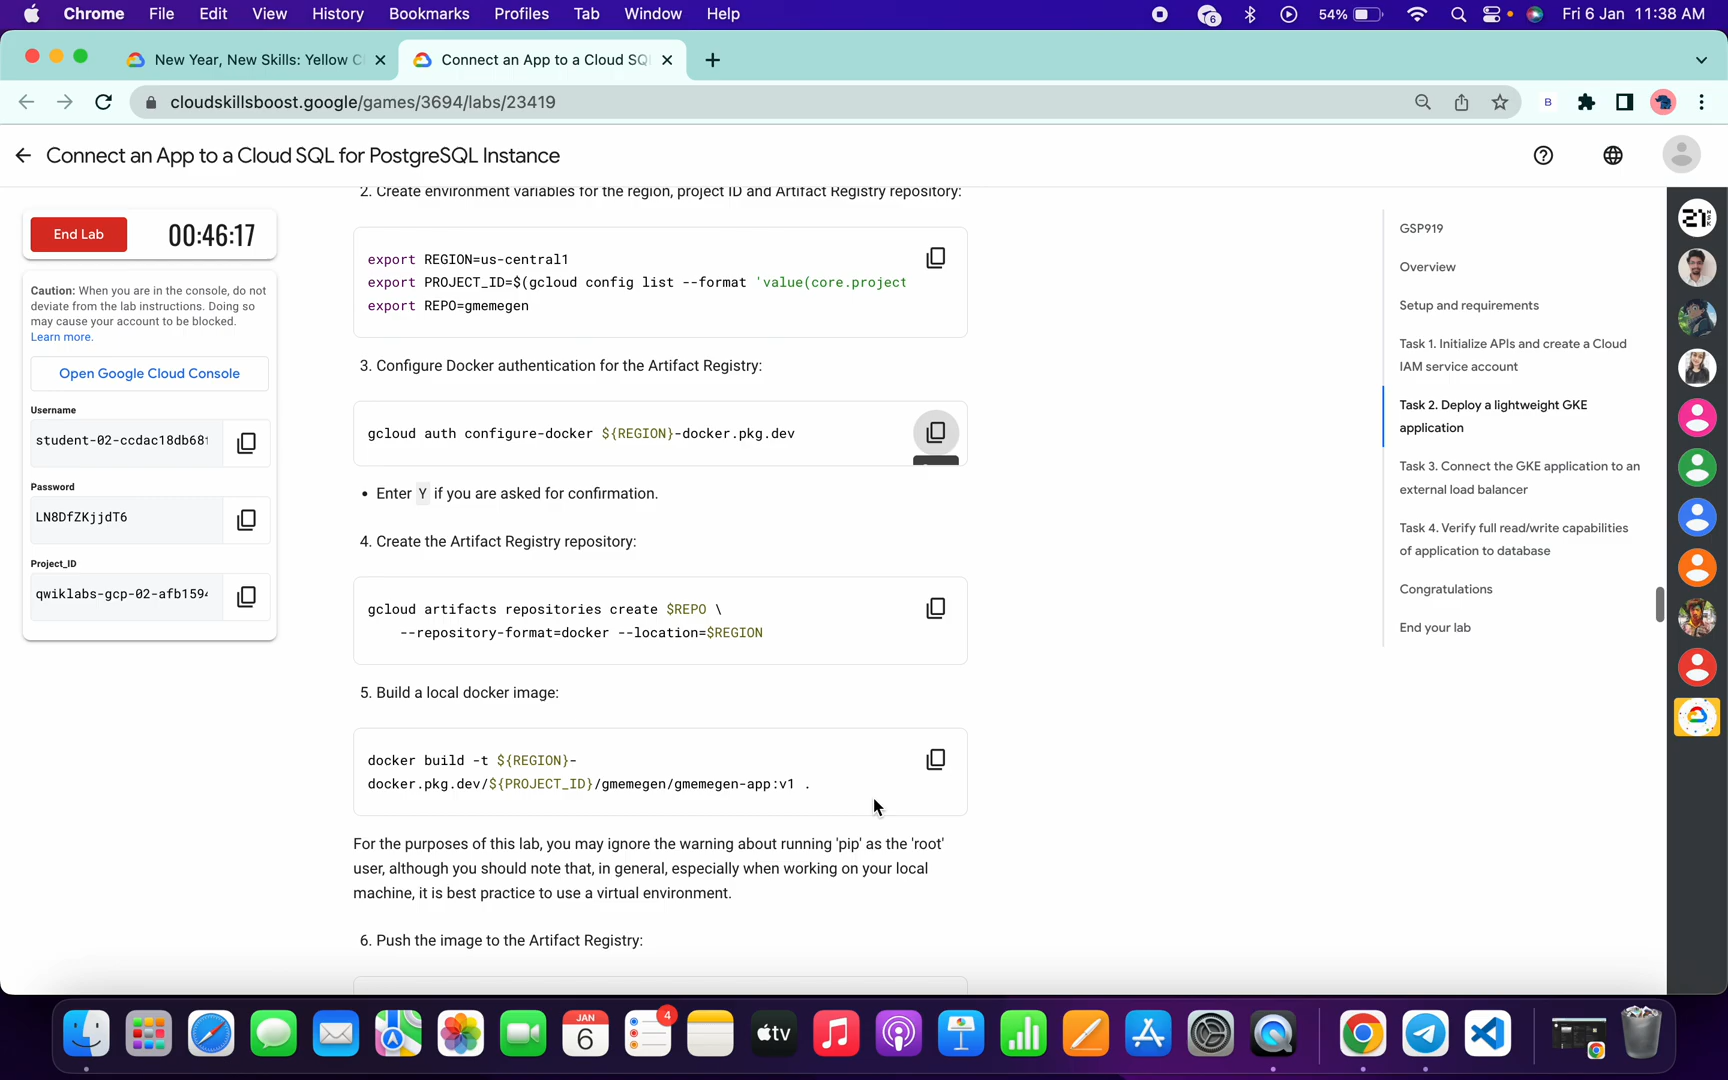 Chrome File Edit View History Bookmarks Profiles Tab Window Help 6 54% Fri 6 Jan 11:38 AM
New Year, New Skills: Yellow C
Connect an App to a Cloud SQ
cloudskillsboost.google/games/3694/labs/23419
B
Connect an App to a Cloud SQL for PostgreSQL Instance
End Lab
00:46:17
Caution: When you are in the console, do not
deviate from the lab instructions. Doing so
may cause your account to be blocked.
Learn more.
Open Google Cloud Console
Username
student-02-ccdac18db68
Password
LN8DfZKjjdT6
Project_ID
qwiklabs-gcp-02-afb159
2. Create environment variables for the region, project ID and Artifact Registry repository:
export REGION=us-central1
export PROJECT_ID=$(gcloud config list --format 'value(core.project
export REPO=gmemegen
3. Configure Docker authentication for the Artifact Registry:
gcloud auth configure-docker ${REGION}-docker.pkg.dev
• Enter Y if you are asked for confirmation.
4. Create the Artifact Registry repository:
gcloud artifacts repositories create $REPO \
--repository-format=docker --location=$REGION
5. Build a local docker image:
docker build -t ${REGION}-
docker.pkg.dev/${PROJECT_ID}/gmemegen/gmemegen-app:v1 .
For the purposes of this lab, you may ignore the warning about running 'pip' as the 'root'
user, although you should note that, in general, especially when working on your local
machine, it is best practice to use a virtual environment.
6. Push the image to the Artifact Registry:
GSP919
Overview
Setup and requirements
Task 1. Initialize APIs and create a Cloud
IAM service account
Task 2. Deploy a lightweight GKE
application
Task 3. Connect the GKE application to an
external load balancer
Task 4. Verify full read/write capabilities
of application to database
Congratulations
End your lab
21
JAN
6
4
tv